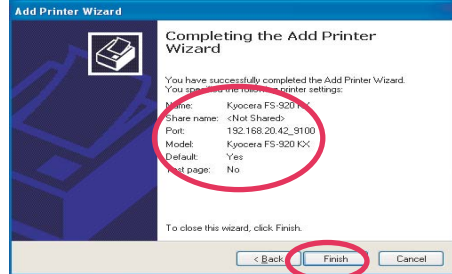 Add Printer Wizard
Completing the Add Printer
Wizard
You have successfully completed the Add Printer Wizard.
You specified the following printer settings:
Name: Kyocera FS-920 KX
Share name: <Not Shared>
Port: 192.168.20.42_9100
Model: Kyocera FS-920 KX
Default: Yes
Test page: No
To close this wizard, click Finish.
< Back Finish Cancel